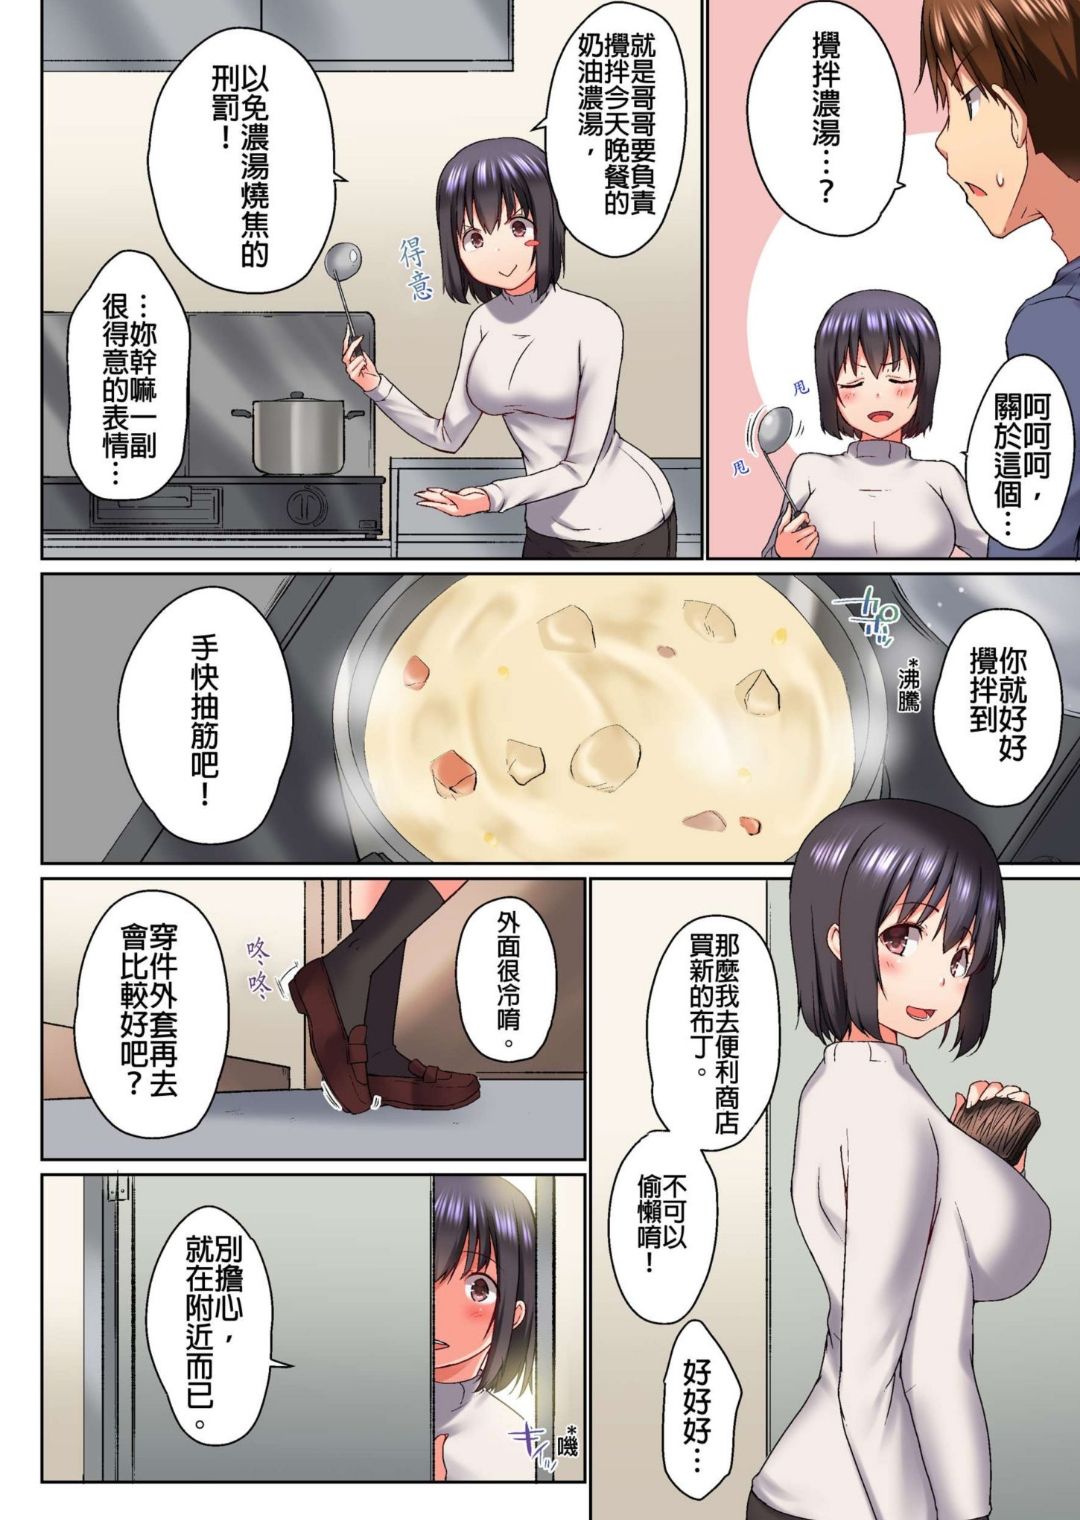 攪拌濃湯…？
呵呵呵，
關於這個…
甩
甩
就是哥哥要負責
攪拌今天晚餐的
奶油濃湯，
得意
以免濃湯燒焦的
刑罰！
…妳幹嘛一副
很得意的表情…
你就好好
攪拌到
カポッ
*沸騰
手快抽筋吧！
那麼我去便利商店
買新的布丁。
不可以
偷懶唷！
好好好…
外面很冷唷。
咚咚
穿件外套再去
會比較好吧？
別擔心，
就在附近而已。
キィッ
*嘰